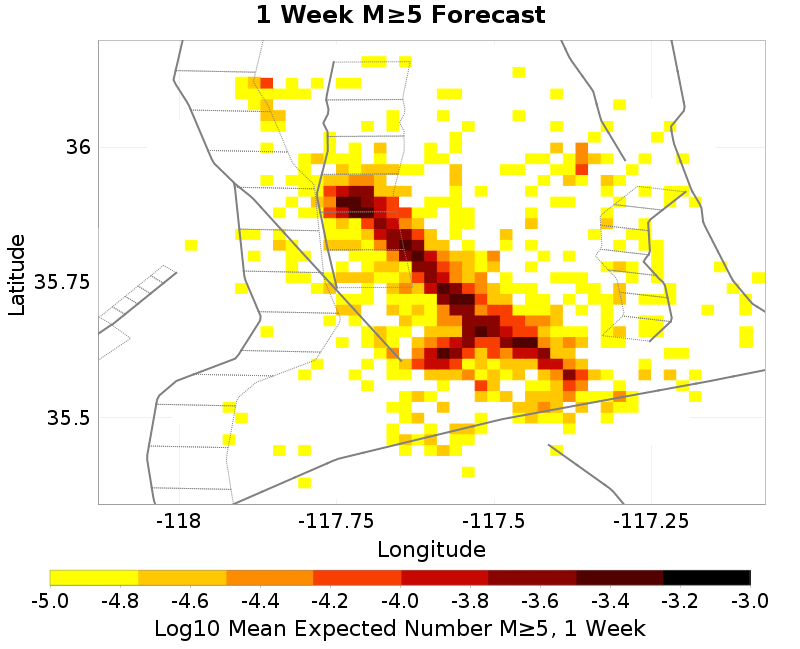 1 Week M≥5 Forecast
36
35.75
35.5
Latitude
-118 -117.75 -117.5 -117.25
Longitude
-5.0 -4.8 -4.6 -4.4 -4.2 -4.0 -3.8 -3.6 -3.4 -3.2 -3.0
Log10 Mean Expected Number M≥5, 1 Week